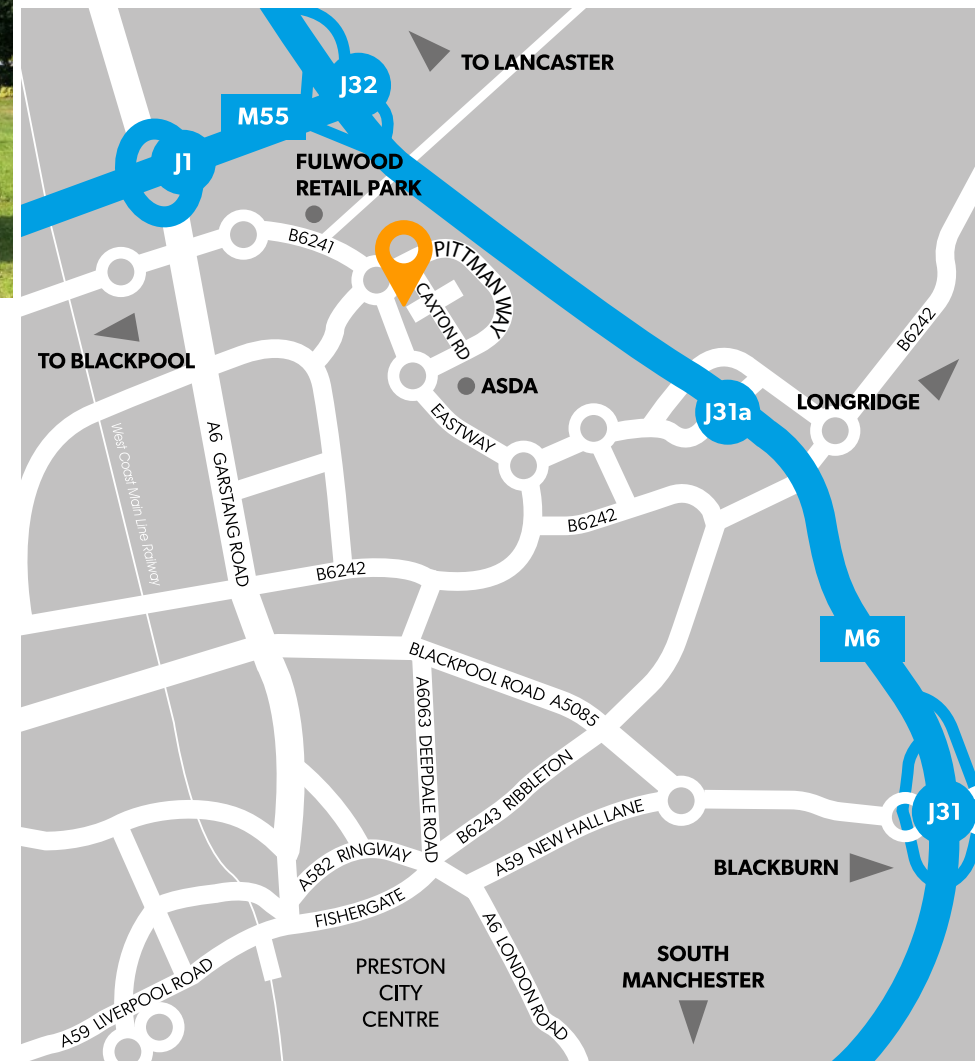 TO LANCASTER
J32
M55
J1
FULWOOD
RETAIL PARK
B6241
PITTMAN WAY
CAXTON RD
TO BLACKPOOL
ASDA
B6242
LONGRIDGE
J31a
EASTWAY
A6 GARSTANG ROAD
West Coast Main Line Railway
B6242
B6242
M6
BLACKPOOL ROAD A5085
A6063 DEEPDALE ROAD
B6243 RIBBLETON
A59 NEW HALL LANE
J31
A582 RINGWAY
BLACKBURN
FISHERGATE
A6 LONDON ROAD
SOUTH
MANCHESTER
PRESTON
CITY
CENTRE
A59 LIVERPOOL ROAD